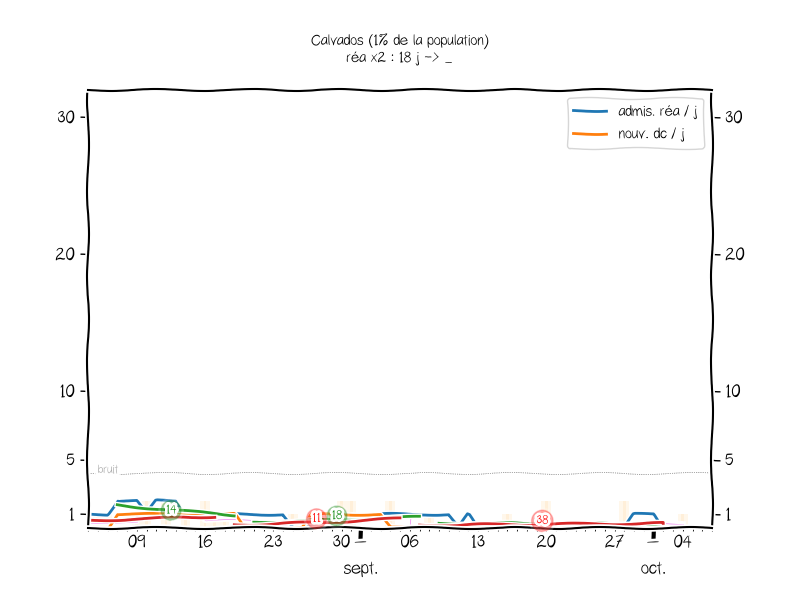 Calvados (1% de la population)
réa x2 : 18 j -> _
30
30
admis. réa / j
nouv. dc / j
20
20
10
10
5
bruit
5
1
14
11
18
38
1
09 16 23 30 06 13 20 27 04
sept. oct.